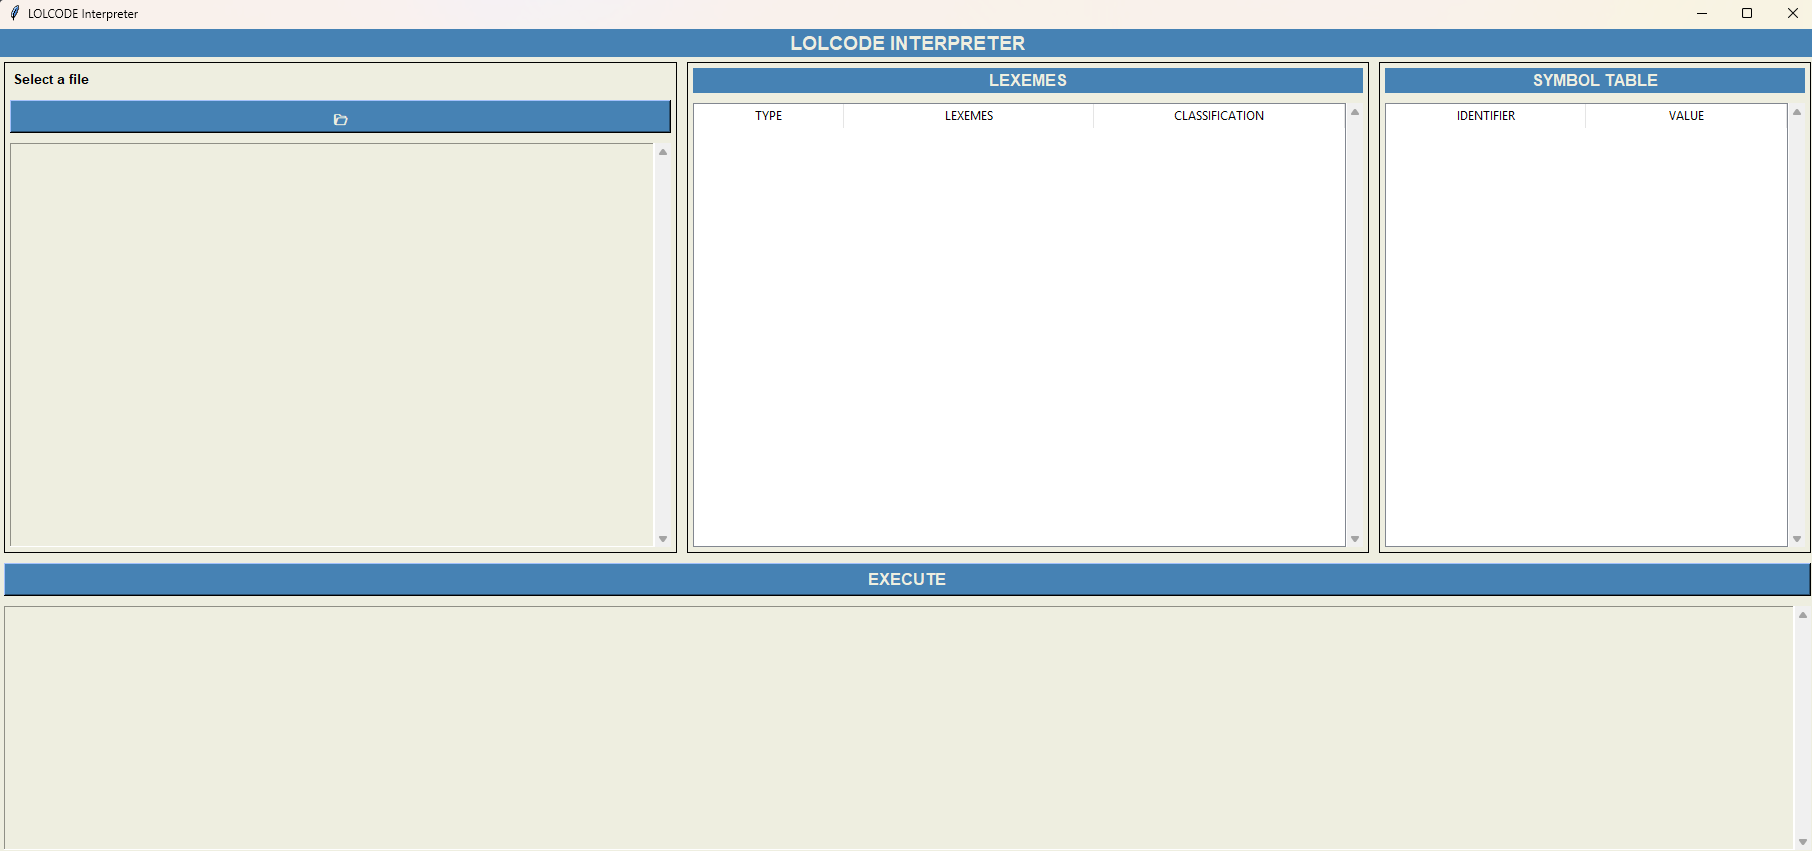 LOLCODE Interpreter
LOLCODE INTERPRETER
Select a file
LEXEMES
TYPE LEXEMES CLASSIFICATION
SYMBOL TABLE
IDENTIFIER VALUE
EXECUTE